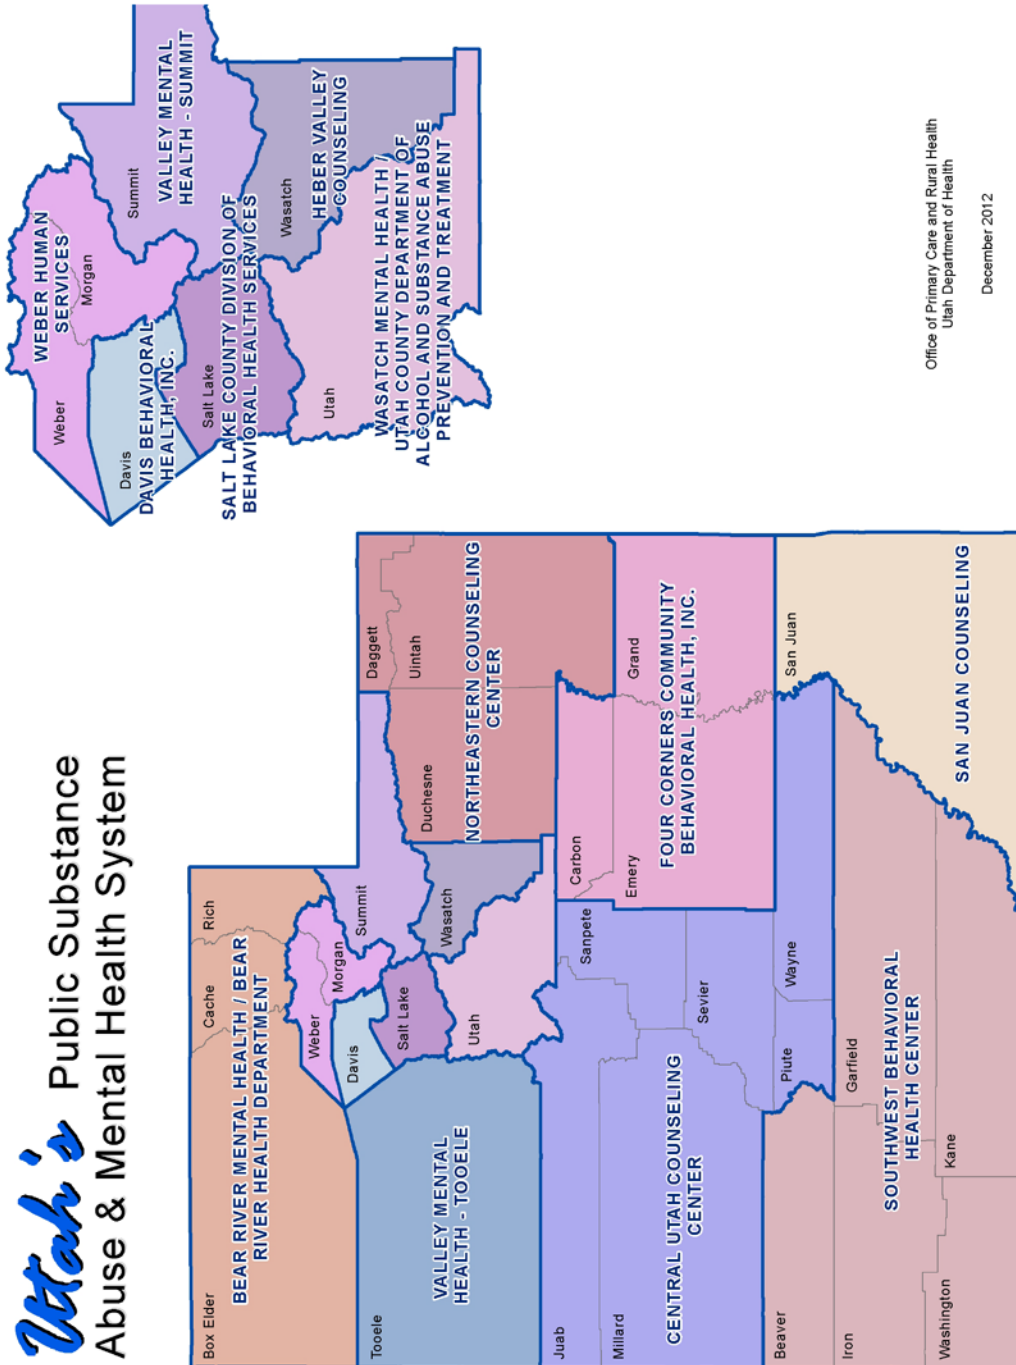 Utah's Public Substance
Abuse & Mental Health System
Box Elder
Cache
Rich
BEAR RIVER MENTAL HEALTH / BEAR
RIVER HEALTH DEPARTMENT
Weber
Morgan
Davis
Summit
Salt Lake
Tooele
VALLEY MENTAL
HEALTH - TOOELE
Utah
Wasatch
Daggett
Uintah
Duchesne
NORTHEASTERN COUNSELING
CENTER
Juab
Millard
Sanpete
Sevier
Piute
Wayne
CENTRAL UTAH COUNSELING
CENTER
Carbon
Emery
Grand
FOUR CORNERS COMMUNITY
BEHAVIORAL HEALTH, INC.
Beaver
Iron
Washington
Garfield
Kane
SOUTHWEST BEHAVIORAL
HEALTH CENTER
San Juan
SAN JUAN COUNSELING
WEBER HUMAN
SERVICES
Weber
Morgan
Davis
DAVIS BEHAVIORAL
HEALTH, INC.
Summit
VALLEY MENTAL
HEALTH - SUMMIT
Salt Lake
SALT LAKE COUNTY DIVISION OF
BEHAVIORAL HEALTH SERVICES
Wasatch
HEBER VALLEY
COUNSELING
Utah
WASATCH MENTAL HEALTH /
UTAH COUNTY DEPARTMENT OF
ALCOHOL AND SUBSTANCE ABUSE
PREVENTION AND TREATMENT
Office of Primary Care and Rural Health
Utah Department of Health
December 2012